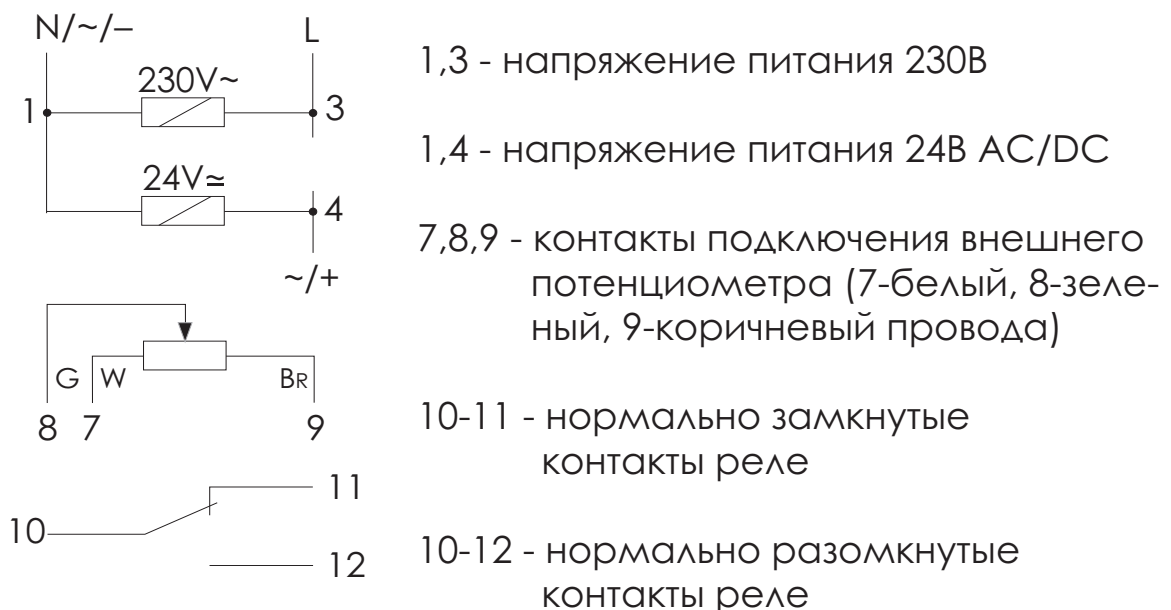 N/~/–
L
230V~
1
3
24V≃
4
~/+
G W BR
8 7 9
11
10
12
1,3 - напряжение питания 230В
1,4 - напряжение питания 24В AC/DC
7,8,9 - контакты подключения внешнего
потенциометра (7-белый, 8-зеле-
ный, 9-коричневый провода)
10-11 - нормально замкнутые
контакты реле
10-12 - нормально разомкнутые
контакты реле